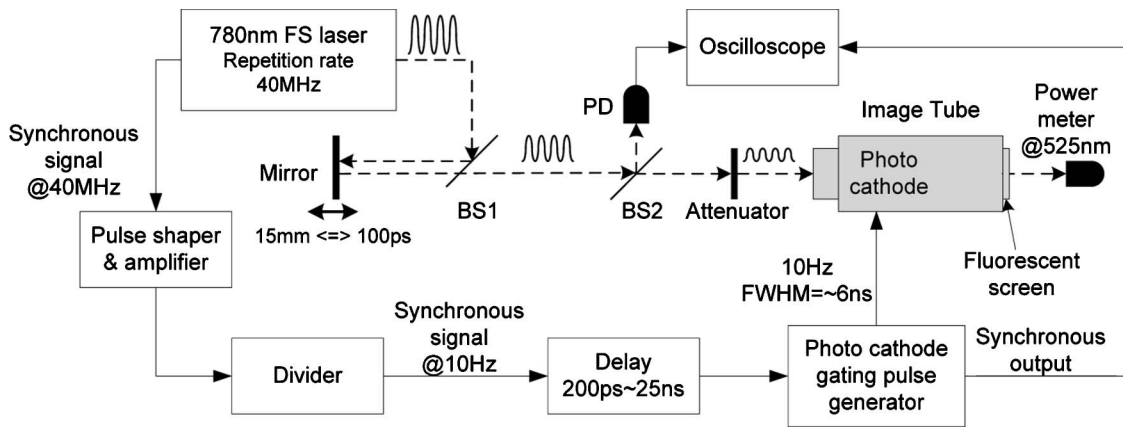 780nm FS laser
Repetition rate
40MHz
Oscilloscope
PD
Image Tube
Power
meter
@525nm
Synchronous
signal
@40MHz
Mirror
Photo
cathode
BS1
BS2
Attenuator
15mm <=> 100ps
Pulse shaper
& amplifier
10Hz
FWHM=~6ns
Fluorescent
screen
Synchronous
signal
@10Hz
Divider
Delay
200ps~25ns
Photo cathode
gating pulse
generator
Synchronous
output